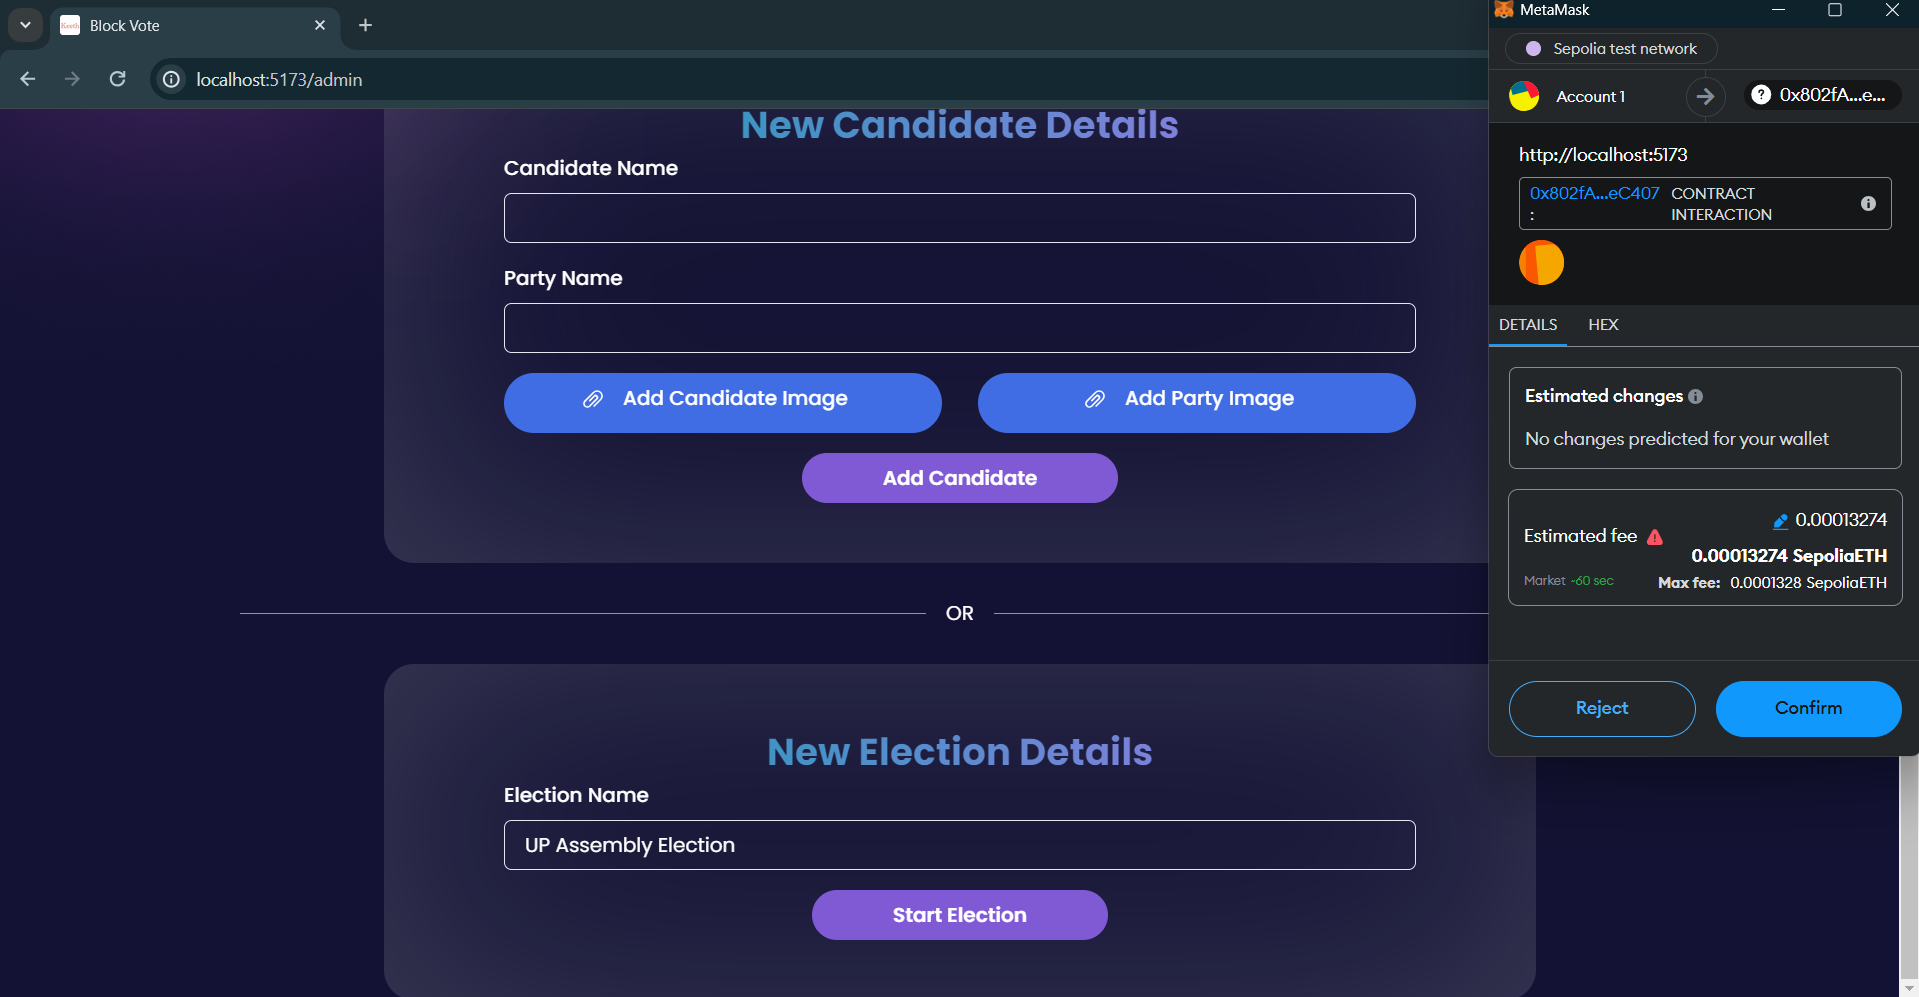 Block Vote
localhost:5173/admin
New Candidate Details
Candidate Name
Party Name
Add Candidate Image
Add Party Image
Add Candidate
OR
New Election Details
Election Name
UP Assembly Election
Start Election
MetaMask
Sepolia test network
Account 1
? 0x802fA...e...
http://localhost:5173
0x802fA...eC407 CONTRACT
: INTERACTION
DETAILS HEX
Estimated changes
No changes predicted for your wallet
0.00013274
Estimated fee
0.00013274 SepoliaETH
Market ~60 sec Max fee: 0.0001328 SepoliaETH
Reject Confirm